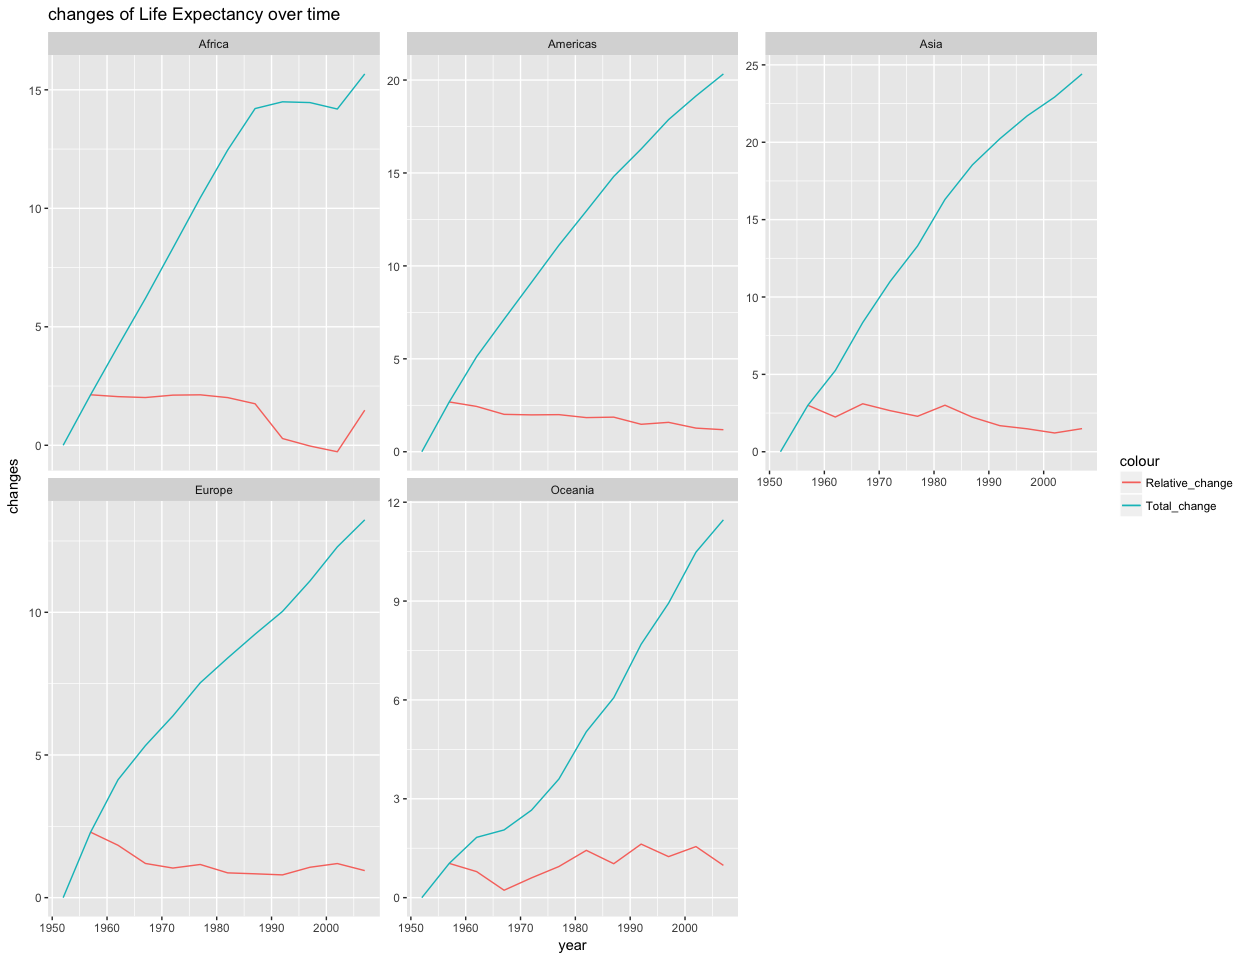 changes of Life Expectancy over time
Africa
Americas
Asia
15
10
5
0
20
15
10
5
0
25
20
15
10
5
0
1950 1960 1970 1980 1990 2000
Europe
Oceania
10
5
0
12
9
6
3
0
1950 1960 1970 1980 1990 2000
1950 1960 1970 1980 1990 2000
year
changes
colour
Relative_change
Total_change